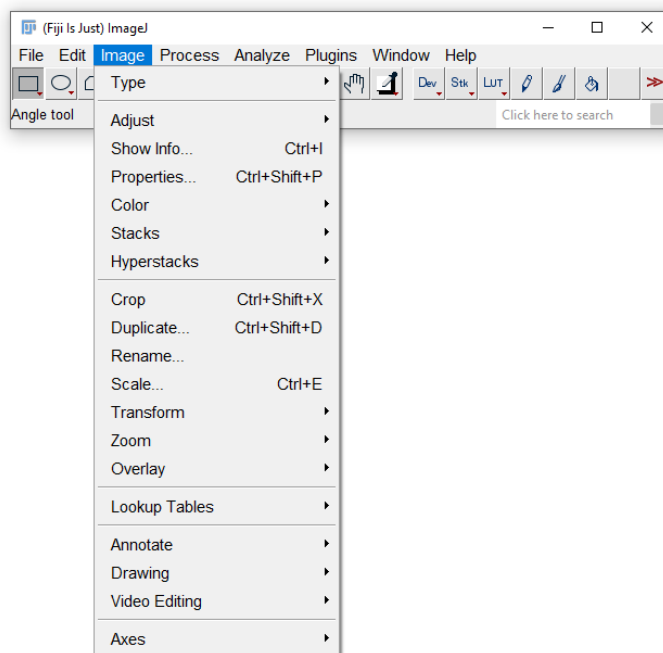 (Fiji Is Just) ImageJ
File Edit Image Process Analyze Plugins Window Help
Dev Stk LUT
Angle tool
Click here to search
Type
Adjust
Show Info... Ctrl+I
Properties... Ctrl+Shift+P
Color
Stacks
Hyperstacks
Crop Ctrl+Shift+X
Duplicate... Ctrl+Shift+D
Rename...
Scale... Ctrl+E
Transform
Zoom
Overlay
Lookup Tables
Annotate
Drawing
Video Editing
Axes